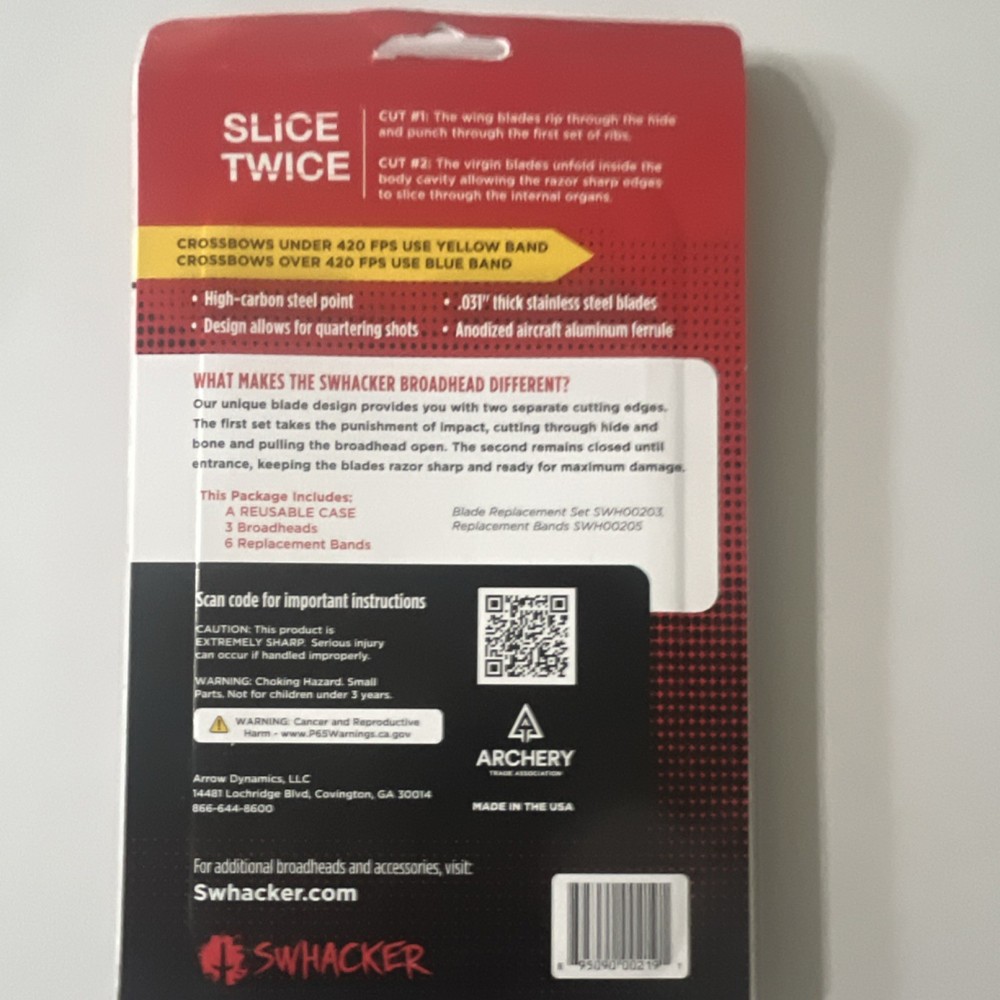 SLiCE
TWICE
CUT #1: The wing blades rip through the hide
and punch through the first set of ribs.
CUT #2: The virgin blades unfold inside the
body cavity allowing the razor sharp edges
to slice through the internal organs.
CROSSBOWS UNDER 420 FPS USE YELLOW BAND
CROSSBOWS OVER 420 FPS USE BLUE BAND
• High-carbon steel point
• Design allows for quartering shots
• .031" thick stainless steel blades
• Anodized aircraft aluminum ferrule
WHAT MAKES THE SWHACKER BROADHEAD DIFFERENT?
Our unique blade design provides you with two separate cutting edges.
The first set takes the punishment of impact, cutting through hide and
bone and pulling the broadhead open. The second remains closed until
entrance, keeping the blades razor sharp and ready for maximum damage.
This Package Includes:
A REUSABLE CASE
3 Broadheads
6 Replacement Bands
Blade Replacement Set SWH00203
Replacement Bands SWH00205
Scan code for important instructions
CAUTION: This product is
EXTREMELY SHARP. Serious injury
can occur if handled improperly.
WARNING: Choking Hazard. Small
Parts. Not for children under 3 years.
WARNING: Cancer and Reproductive
Harm - www.P65Warnings.ca.gov
ARCHERY
TRADE ASSOCIATION
MADE IN THE USA
Arrow Dynamics, LLC
14481 Lochridge Blvd, Covington, GA 30014
866-644-8600
For additional broadheads and accessories, visit:
Swhacker.com
SWHACKER
6 95090 00219 1